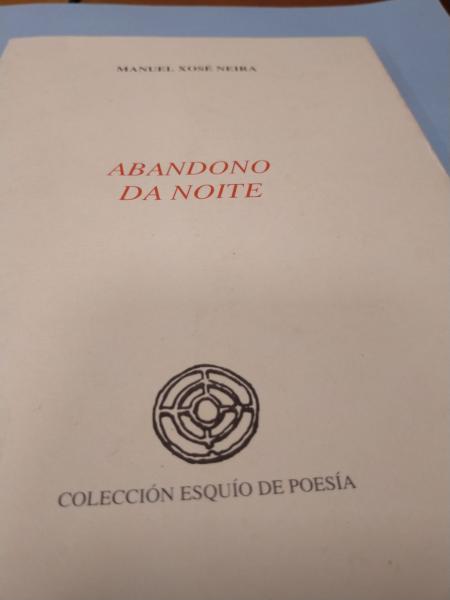 MANUEL XOSÉ NEIRA
ABANDONO
DA NOITE
COLECCIÓN ESQUÍO DE POESÍA